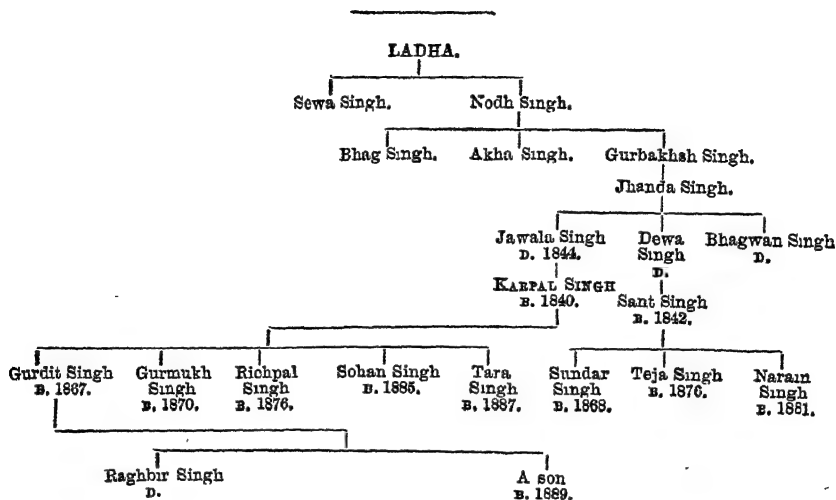 LADHA.
Sewa Singh. Nodh Singh.
Bhag Singh. Akha Singh. Gurbakhsh Singh.
Jhanda Singh.
Jawala Singh Dewa Bhagwan Singh
D. 1844. Singh D.
D.
KARPAL SINGH Sant Singh
B. 1840. B. 1842.
Gurdit Singh Gurmukh Richpal Sohan Singh Tara Sundar Teja Singh Narain
B. 1867. Singh Singh B. 1885. Singh Singh B. 1876. Singh
B. 1870. B. 1876. B. 1887. B. 1868. B. 1881.
Raghbir Singh A son
D. B. 1889.